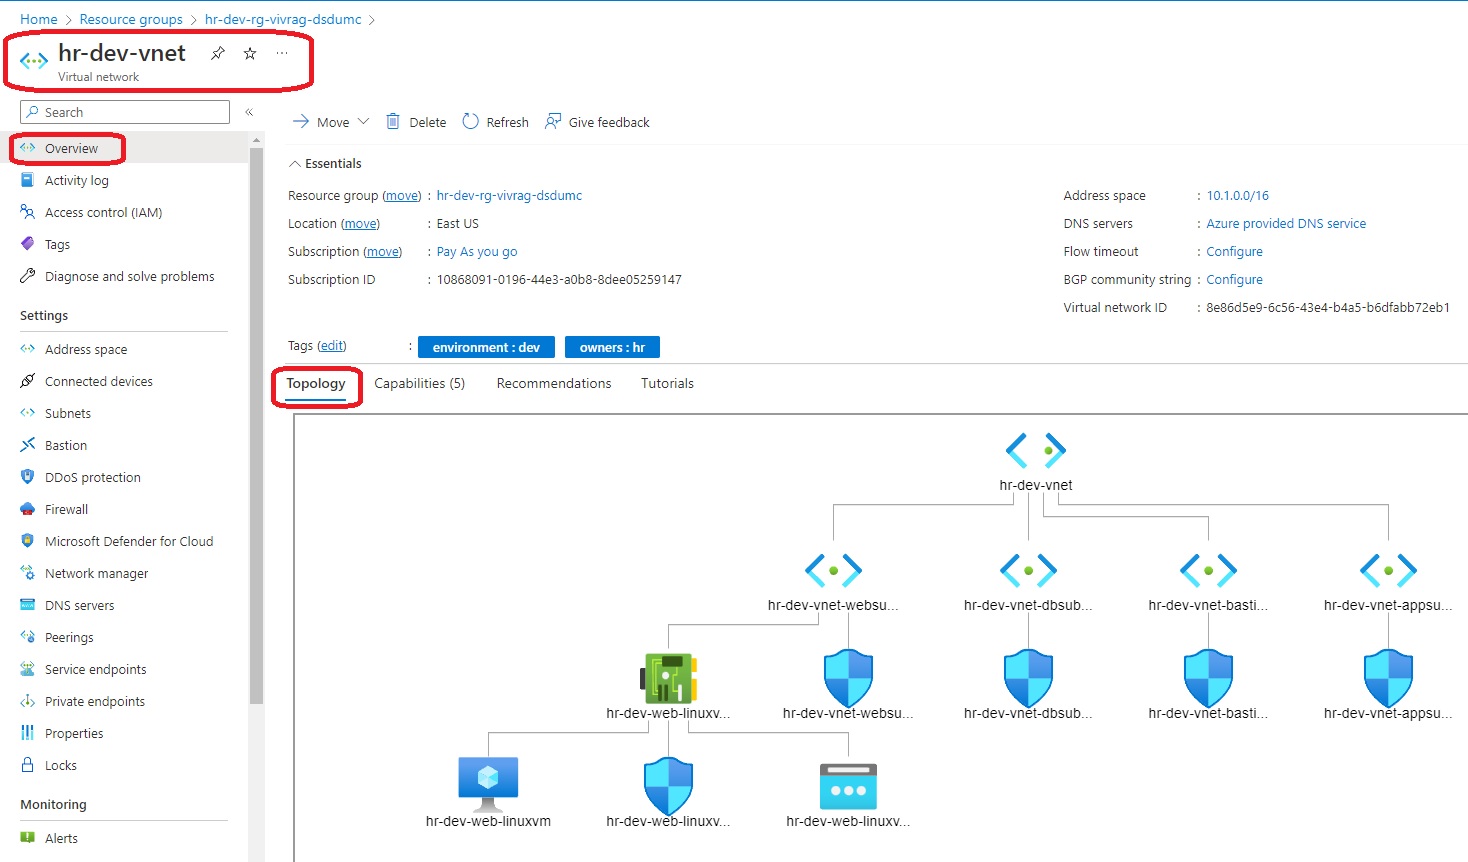 Home > Resource groups > hr-dev-rg-vivrag-dsdumc >
hr-dev-vnet ...
Virtual network
Search «
Overview
Activity log
Access control (IAM)
Tags
Diagnose and solve problems
Settings
Address space
Connected devices
Subnets
Bastion
DDoS protection
Firewall
Microsoft Defender for Cloud
Network manager
DNS servers
Peerings
Service endpoints
Private endpoints
Properties
Locks
Monitoring
Alerts
Move Delete Refresh Give feedback
Essentials
Resource group (move) : hr-dev-rg-vivrag-dsdumc
Location (move) : East US
Subscription (move) : Pay As you go
Subscription ID : 10868091-0196-44e3-a0b8-8dee05259147
Address space : 10.1.0.0/16
DNS servers : Azure provided DNS service
Flow timeout : Configure
BGP community string : Configure
Virtual network ID : 8e86d5e9-6c56-43e4-b4a5-b6dfabb72eb1
Tags (edit) : environment : dev owners : hr
Topology Capabilities (5) Recommendations Tutorials
hr-dev-vnet
hr-dev-vnet-websu... hr-dev-vnet-dbsub... hr-dev-vnet-basti... hr-dev-vnet-appsu...
hr-dev-web-linuxv... hr-dev-vnet-websu... hr-dev-vnet-dbsub... hr-dev-vnet-basti... hr-dev-vnet-appsu...
hr-dev-web-linuxvm hr-dev-web-linuxv... hr-dev-web-linuxv...